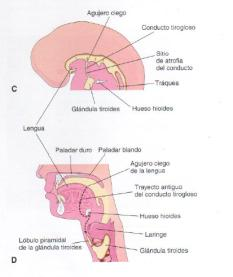 Agujero ciego
Conducto tirogloso
Sitio
de atrofia
del conducto
Tráques
C
Glándula tiroides
Hueso hioides
Lengua
Paladar duro
Paladar blando
Agujero ciego
de la lengua
Trayecto antiguo
del conducto tirogloso
Hueso hioides
Laringe
Lóbulo piramidal
de la glándula tiroides
Glándula tiroides
D